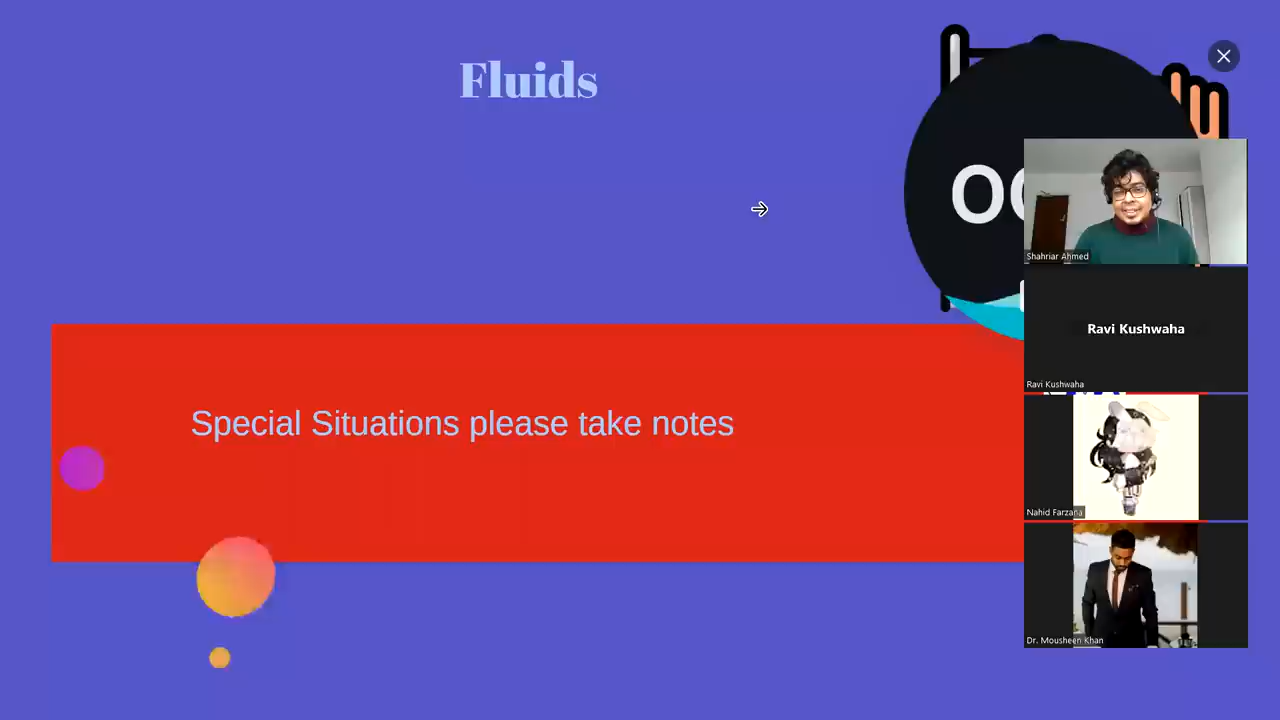 Fluids
Special Situations please take notes
Shahriar Ahmed
Ravi Kushwaha
Ravi Kushwaha
Nahid Farzana
Dr. Mousheen Khan